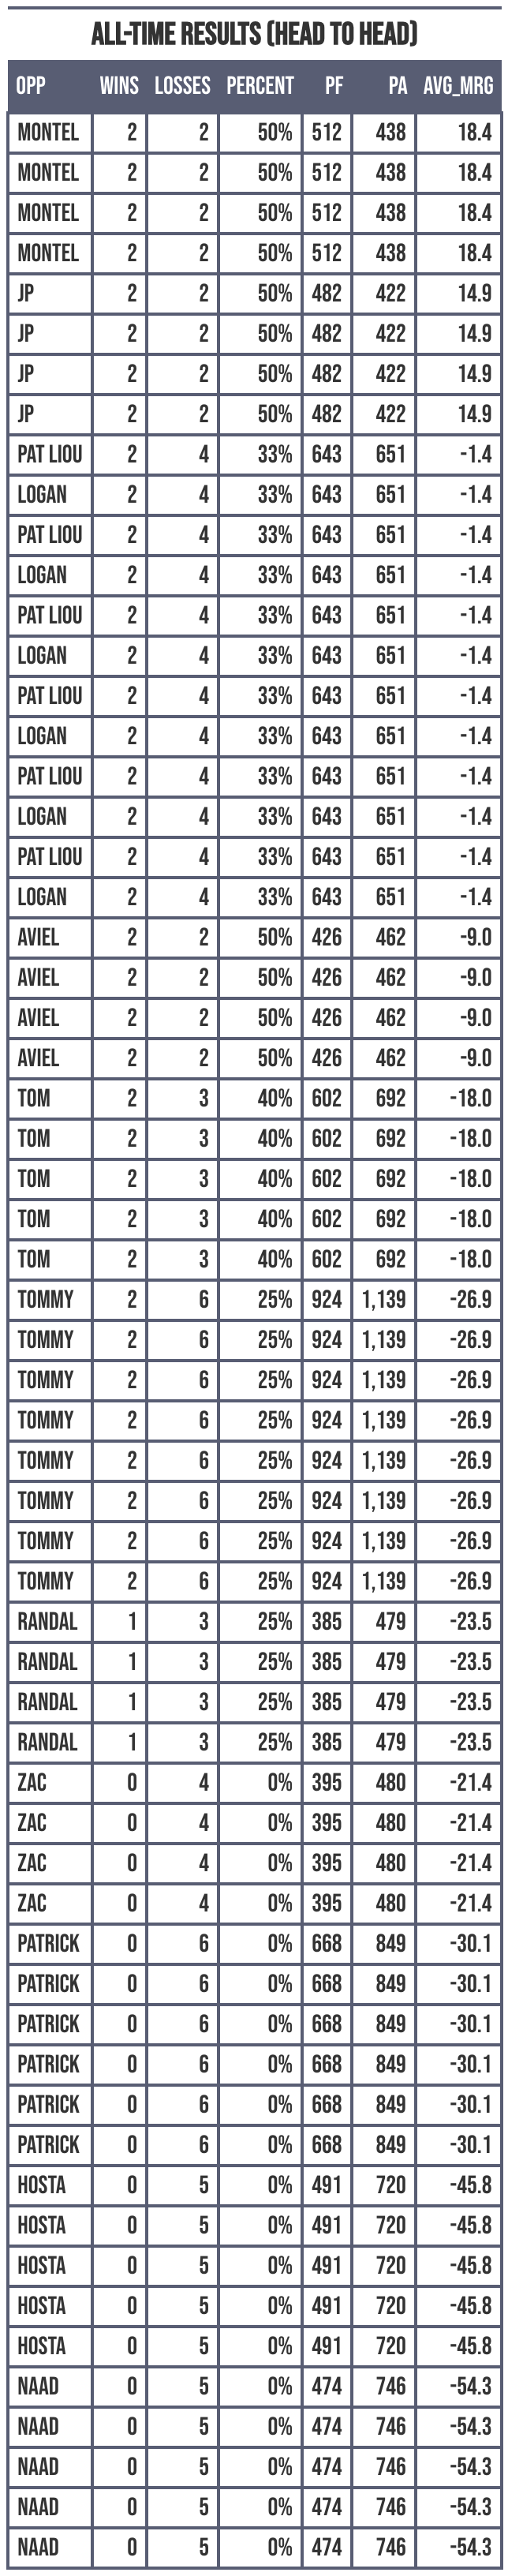 ALL-TIME RESULTS (HEAD TO HEAD)
OPP WINS LOSSES PERCENT PF PA AVG_MRG
MONTEL 2 2 50% 512 438 18.4
MONTEL 2 2 50% 512 438 18.4
MONTEL 2 2 50% 512 438 18.4
MONTEL 2 2 50% 512 438 18.4
JP 2 2 50% 482 422 14.9
JP 2 2 50% 482 422 14.9
JP 2 2 50% 482 422 14.9
JP 2 2 50% 482 422 14.9
PAT LIOU 2 4 33% 643 651 -1.4
LOGAN 2 4 33% 643 651 -1.4
PAT LIOU 2 4 33% 643 651 -1.4
LOGAN 2 4 33% 643 651 -1.4
PAT LIOU 2 4 33% 643 651 -1.4
LOGAN 2 4 33% 643 651 -1.4
PAT LIOU 2 4 33% 643 651 -1.4
LOGAN 2 4 33% 643 651 -1.4
PAT LIOU 2 4 33% 643 651 -1.4
LOGAN 2 4 33% 643 651 -1.4
PAT LIOU 2 4 33% 643 651 -1.4
LOGAN 2 4 33% 643 651 -1.4
AVIEL 2 2 50% 426 462 -9.0
AVIEL 2 2 50% 426 462 -9.0
AVIEL 2 2 50% 426 462 -9.0
AVIEL 2 2 50% 426 462 -9.0
TOM 2 3 40% 602 692 -18.0
TOM 2 3 40% 602 692 -18.0
TOM 2 3 40% 602 692 -18.0
TOM 2 3 40% 602 692 -18.0
TOM 2 3 40% 602 692 -18.0
TOMMY 2 6 25% 924 1,139 -26.9
TOMMY 2 6 25% 924 1,139 -26.9
TOMMY 2 6 25% 924 1,139 -26.9
TOMMY 2 6 25% 924 1,139 -26.9
TOMMY 2 6 25% 924 1,139 -26.9
TOMMY 2 6 25% 924 1,139 -26.9
TOMMY 2 6 25% 924 1,139 -26.9
TOMMY 2 6 25% 924 1,139 -26.9
RANDAL 1 3 25% 385 479 -23.5
RANDAL 1 3 25% 385 479 -23.5
RANDAL 1 3 25% 385 479 -23.5
RANDAL 1 3 25% 385 479 -23.5
ZAC 0 4 0% 395 480 -21.4
ZAC 0 4 0% 395 480 -21.4
ZAC 0 4 0% 395 480 -21.4
ZAC 0 4 0% 395 480 -21.4
PATRICK 0 6 0% 668 849 -30.1
PATRICK 0 6 0% 668 849 -30.1
PATRICK 0 6 0% 668 849 -30.1
PATRICK 0 6 0% 668 849 -30.1
PATRICK 0 6 0% 668 849 -30.1
PATRICK 0 6 0% 668 849 -30.1
HOSTA 0 5 0% 491 720 -45.8
HOSTA 0 5 0% 491 720 -45.8
HOSTA 0 5 0% 491 720 -45.8
HOSTA 0 5 0% 491 720 -45.8
HOSTA 0 5 0% 491 720 -45.8
NAAD 0 5 0% 474 746 -54.3
NAAD 0 5 0% 474 746 -54.3
NAAD 0 5 0% 474 746 -54.3
NAAD 0 5 0% 474 746 -54.3
NAAD 0 5 0% 474 746 -54.3